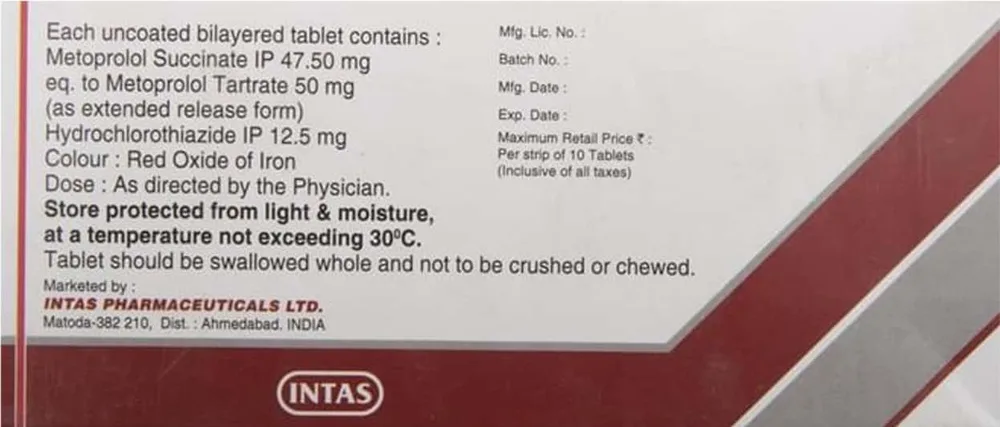 Each uncoated bilayered tablet contains :
Metoprolol Succinate IP 47.50 mg
eq. to Metoprolol Tartrate 50 mg
(as extended release form)
Hydrochlorothiazide IP 12.5 mg
Colour : Red Oxide of Iron
Dose : As directed by the Physician.
Store protected from light & moisture,
at a temperature not exceeding 30⁰C.
Tablet should be swallowed whole and not to be crushed or chewed.
Marketed by :
INTAS PHARMACEUTICALS LTD.
Matoda-382 210, Dist. : Ahmedabad. INDIA
Mfg. Lic. No. :
Batch No. :
Mfg. Date :
Exp. Date :
Maximum Retail Price ₹ :
Per strip of 10 Tablets
(Inclusive of all taxes)
INTAS